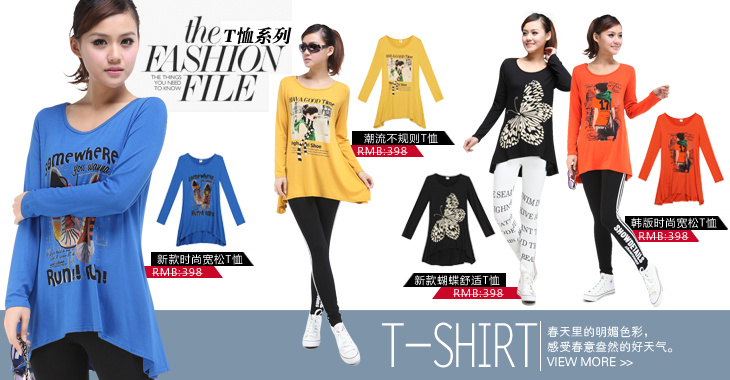 the
FASHION
THE THINGS
YOU NEED
TO KNOW
FILE
T恤系列
SOMEWHERE
新款时尚宽松T恤
RMB:398
潮流不规则T恤
RMB:398
新款蝴蝶舒适T恤
RMB:398
韩版时尚宽松T恤
RMB:398
17
SHOWDETAILS
T-SHIRT
春天里的明媚色彩，
感受春意盎然的好天气。
VIEW MORE >>